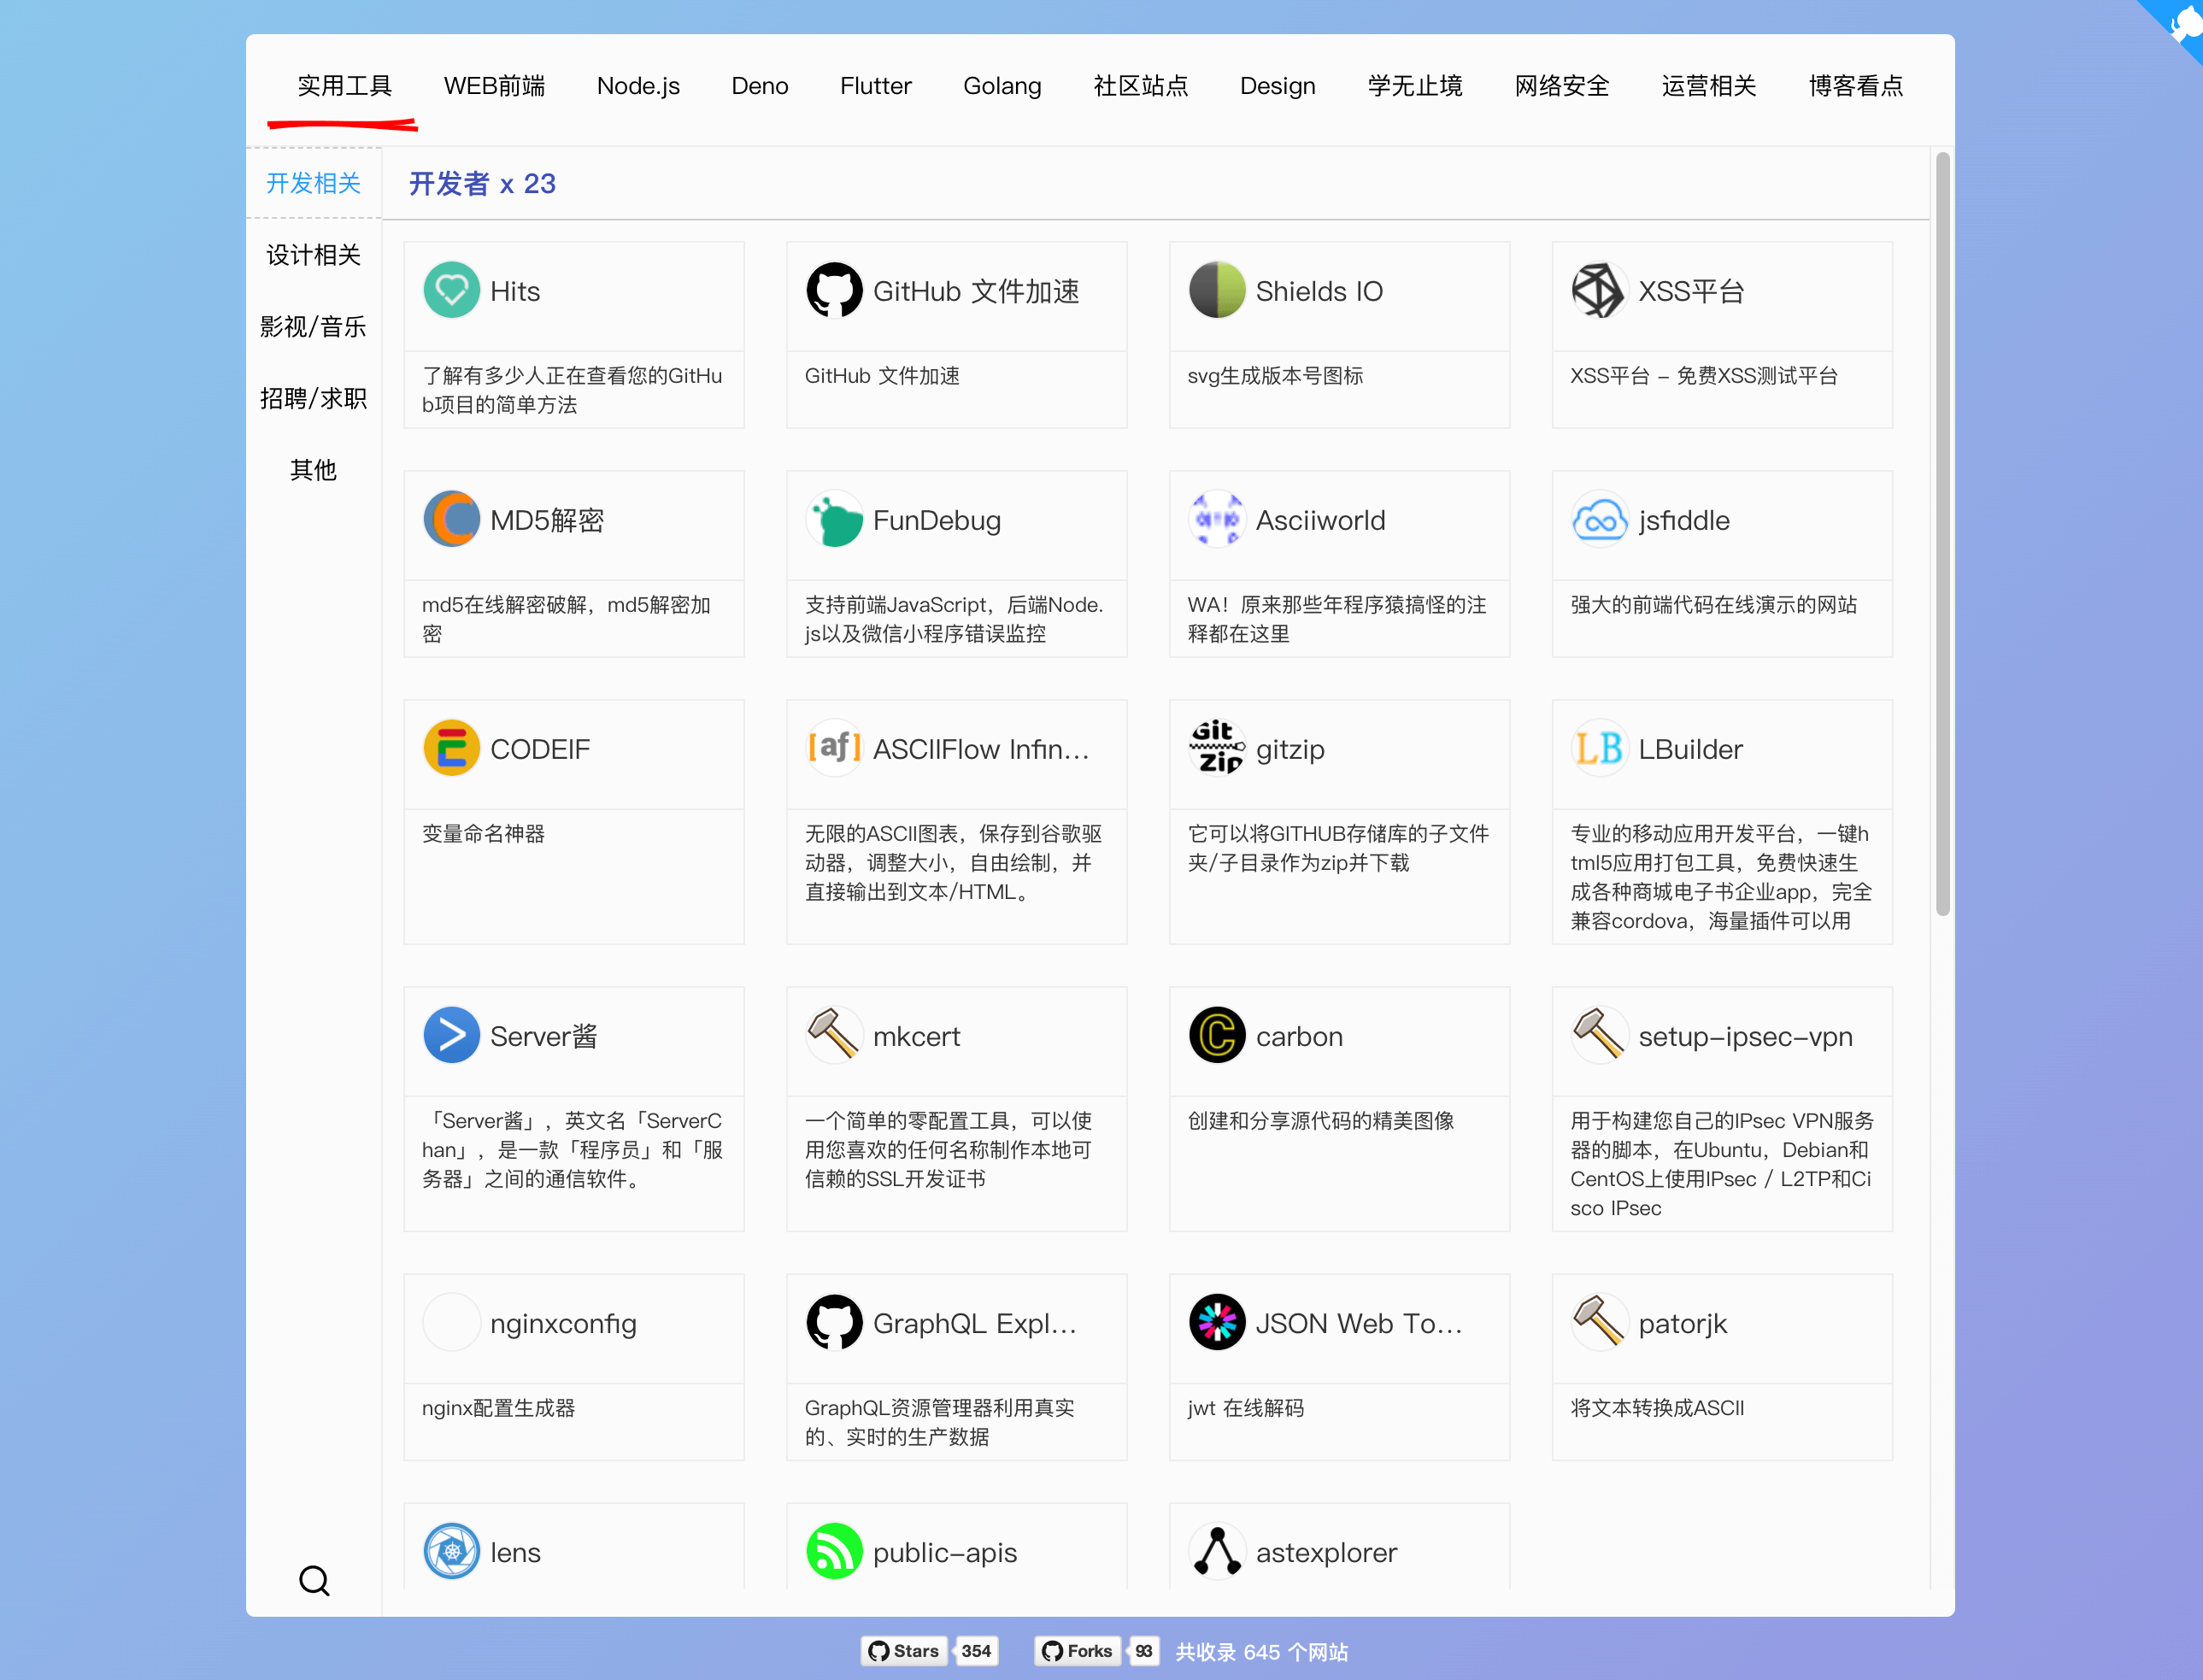 实用工具 WEB前端 Node.js Deno Flutter Golang 社区站点 Design 学无止境 网络安全 运营相关 博客看点
开发相关
设计相关
影视/音乐
招聘/求职
其他
开发者 x 23
Hits
了解有多少人正在查看您的GitHu
b项目的简单方法
GitHub 文件加速
GitHub 文件加速
Shields IO
svg生成版本号图标
XSS平台
XSS平台 - 免费XSS测试平台
MD5解密
md5在线解密破解，md5解密加
密
FunDebug
支持前端JavaScript，后端Node.
js以及微信小程序错误监控
Asciiworld
WA！原来那些年程序猿搞怪的注
释都在这里
jsfiddle
强大的前端代码在线演示的网站
CODEIF
变量命名神器
[af]
ASCIIFlow Infin...
无限的ASCII图表，保存到谷歌驱
动器，调整大小，自由绘制，并
直接输出到文本/HTML。
Git
Zip
gitzip
它可以将GITHUB存储库的子文件
夹/子目录作为zip并下载
LB
LBuilder
专业的移动应用开发平台，一键h
tml5应用打包工具，免费快速生
成各种商城电子书企业app，完全
兼容cordova，海量插件可以用
Server酱
「Server酱」，英文名「ServerC
han」，是一款「程序员」和「服
务器」之间的通信软件。
mkcert
一个简单的零配置工具，可以使
用您喜欢的任何名称制作本地可
信赖的SSL开发证书
C
carbon
创建和分享源代码的精美图像
setup-ipsec-vpn
用于构建您自己的IPsec VPN服务
器的脚本，在Ubuntu，Debian和
CentOS上使用IPsec / L2TP和Ci
sco IPsec
nginxconfig
nginx配置生成器
GraphQL Expl...
GraphQL资源管理器利用真实
的、实时的生产数据
JSON Web To...
jwt 在线解码
patorjk
将文本转换成ASCII
lens
public-apis
astexplorer
Stars 354 Forks 93 共收录 645 个网站